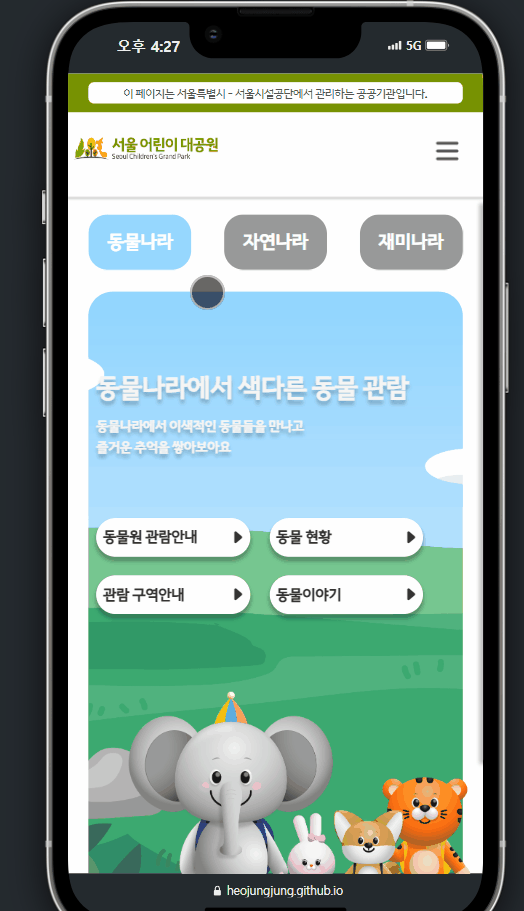 오후 4:27
5G
이 페이지는 서울특별시 - 서울시설공단에서 관리하는 공공기관입니다.
서울 어린이 대공원
Seoul Children's Grand Park
동물나라 자연나라 재미나라
동물나라에서 색다른 동물 관람
동물나라에서 이색적인 동물들을 만나고
즐거운 추억을 쌓아보아요
동물원 관람안내 동물 현황
관람 구역안내 동물이야기
heojungjung.github.io